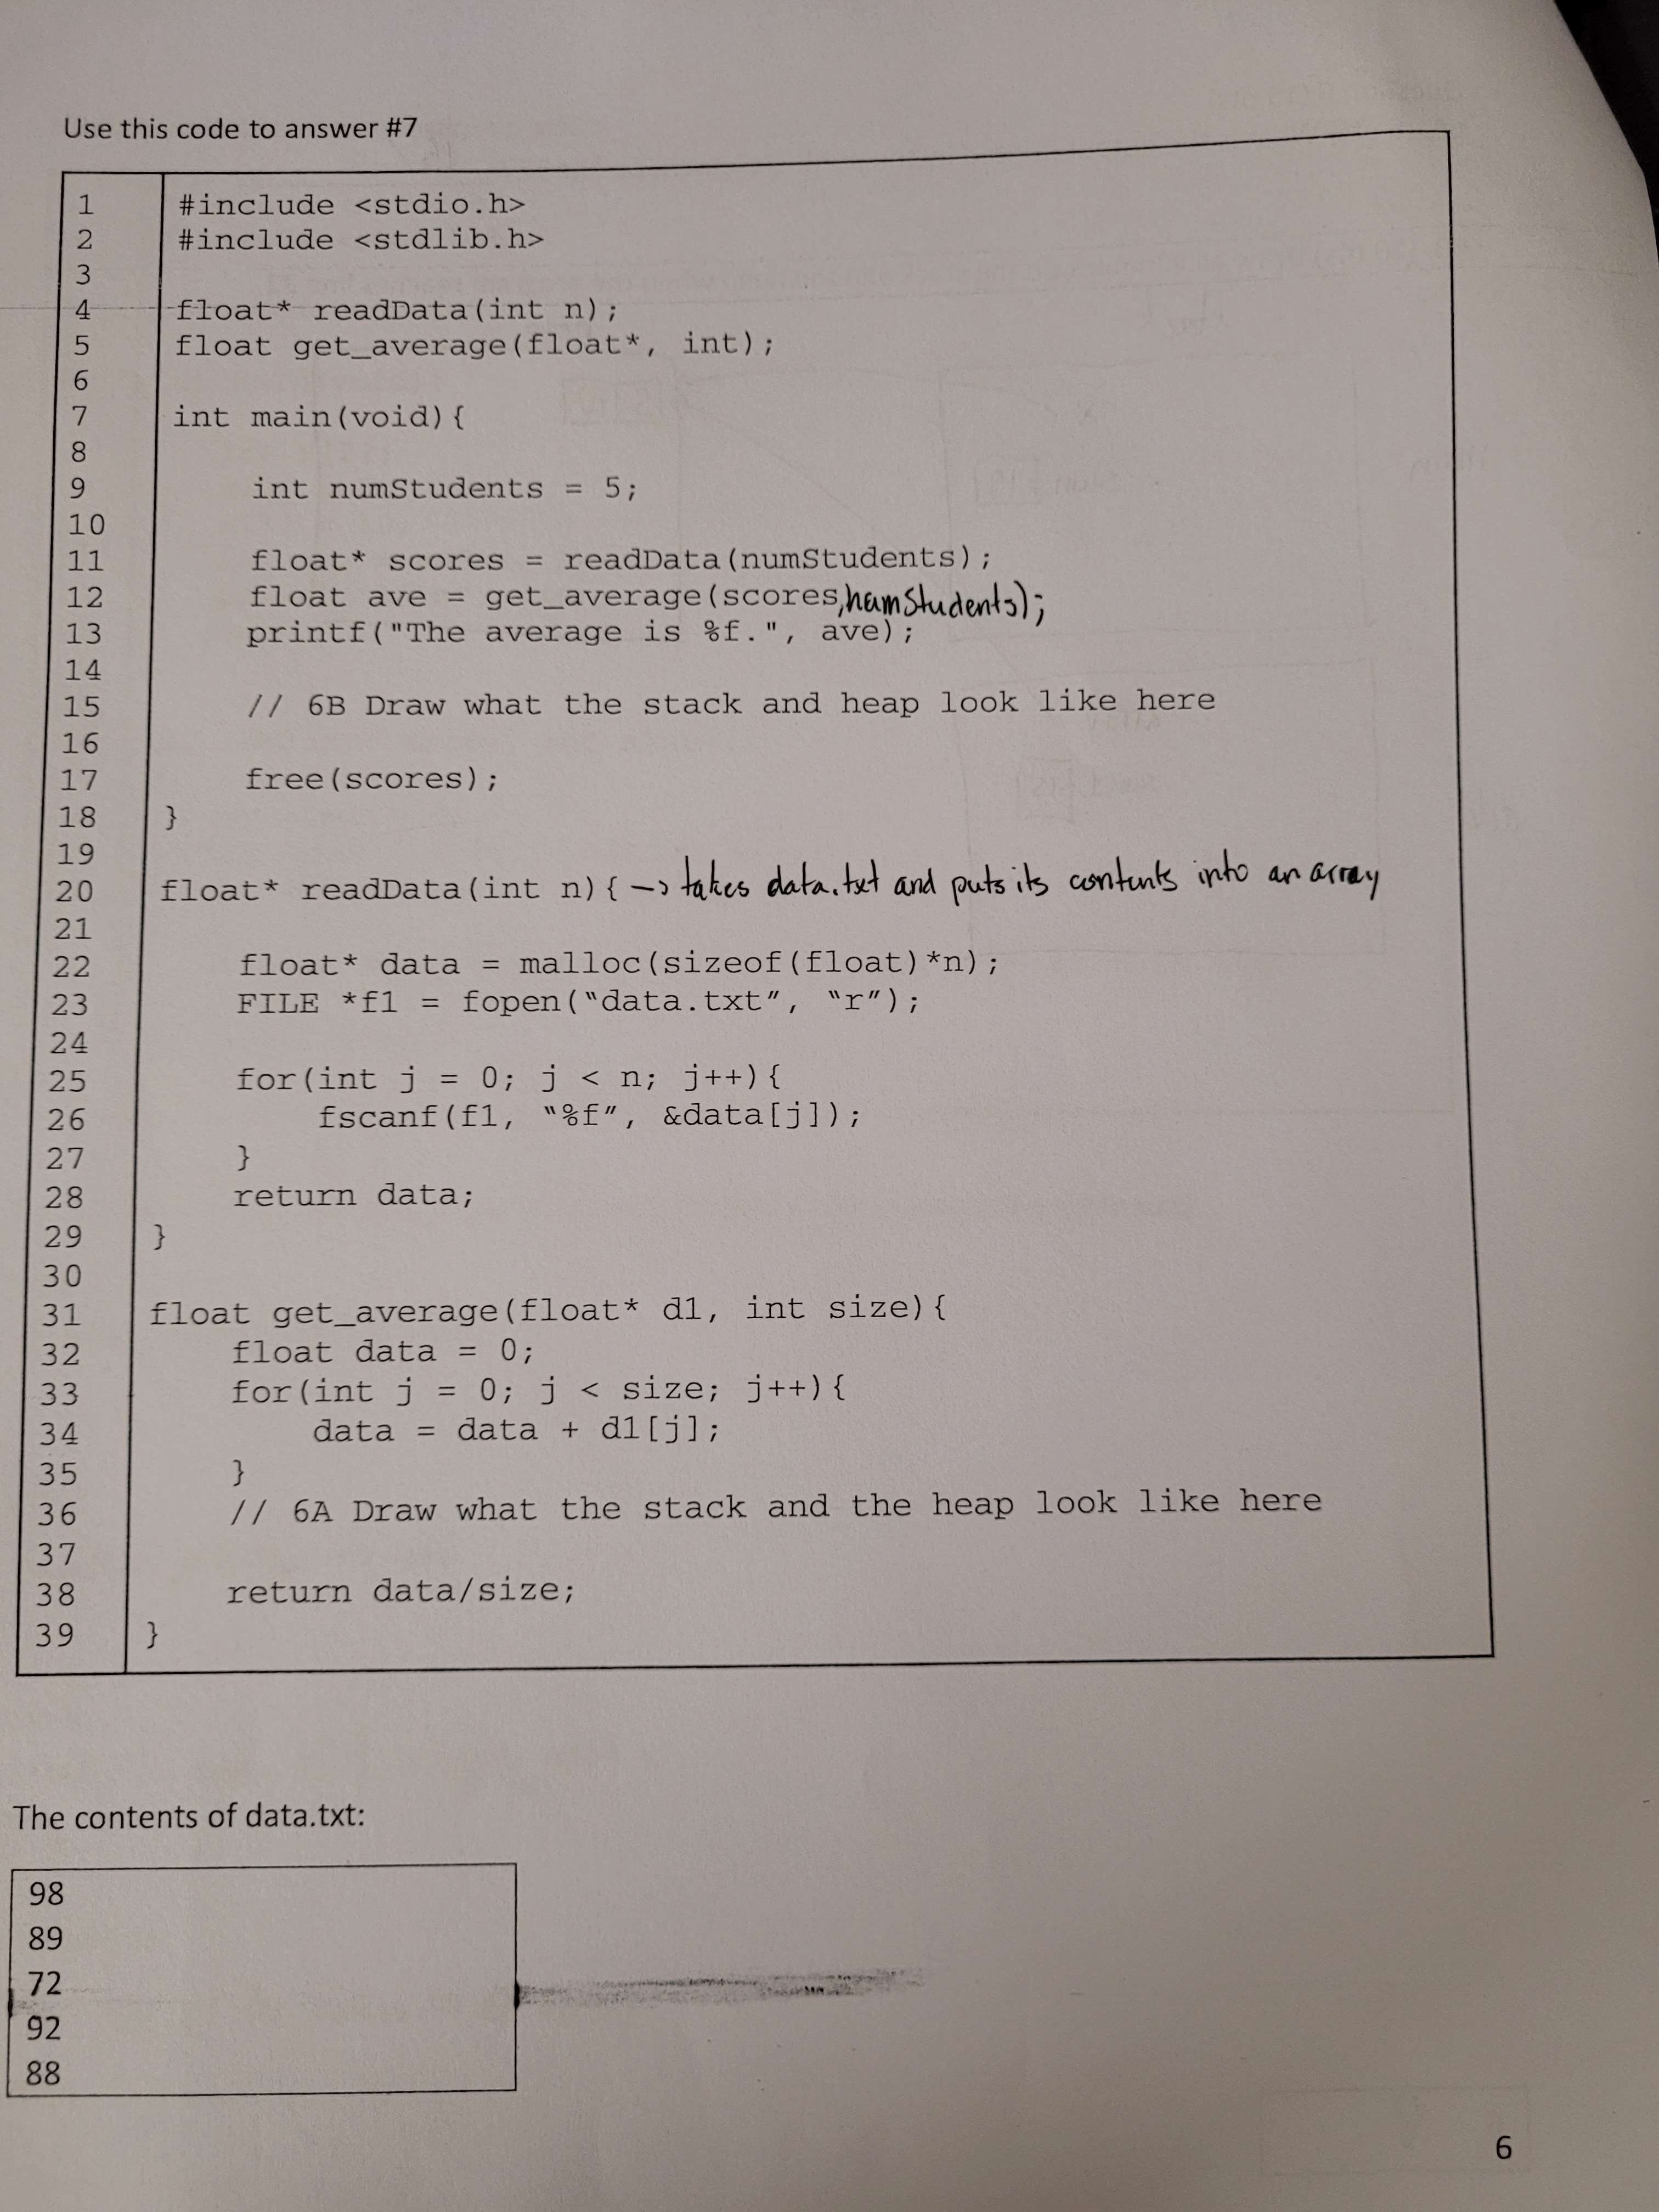 Use this code to answer #7
1 #include <stdio.h>
2 #include <stdlib.h>
3
4 float* readData(int n);
5 float get_average(float*, int);
6
7 int main(void){
8
9 int numStudents = 5;
10
11 float* scores = readData(numStudents);
12 float ave = get_average(scores,numStudents);
13 printf("The average is %f.", ave);
14
15 // 6B Draw what the stack and heap look like here
16
17 free(scores);
18 }
19
20 float* readData(int n){ -> takes data.txt and puts its contents into an array
21
22 float* data = malloc(sizeof(float)*n);
23 FILE *f1 = fopen(“data.txt”, “r”);
24
25 for(int j = 0; j < n; j++){
26 fscanf(f1, “%f”, &data[j]);
27 }
28 return data;
29 }
30
31 float get_average(float* d1, int size){
32 float data = 0;
33 for(int j = 0; j < size; j++){
34 data = data + d1[j];
35 }
36 // 6A Draw what the stack and the heap look like here
37
38 return data/size;
39 }
The contents of data.txt:
98
89
72
92
88
6